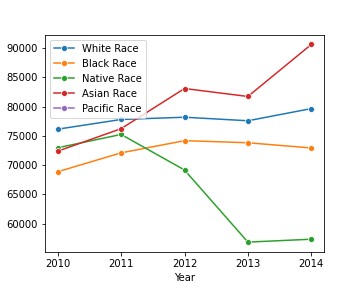 90000
85000
80000
75000
70000
65000
60000
White Race
Black Race
Native Race
Asian Race
Pacific Race
2010 2011 2012 2013 2014
Year